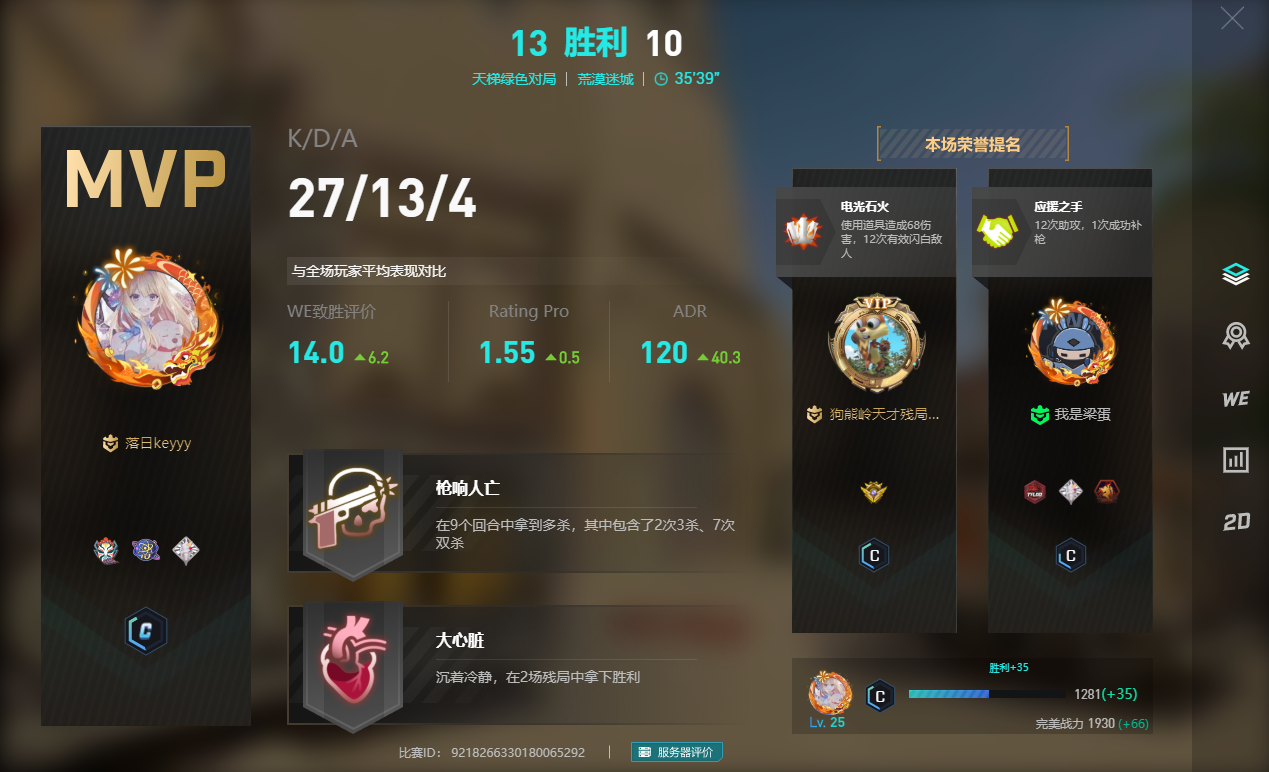 13 胜利 10
天梯绿色对局 | 荒漠迷城 | 35'39"
MVP
落日keyyy
C
K/D/A
27/13/4
与全场玩家平均表现对比
WE致胜评价 Rating Pro ADR
14.0 6.2 1.55 0.5 120 40.3
枪响人亡
在9个回合中拿到多杀，其中包含了2次3杀、7次
双杀
大心脏
沉着冷静，在2场残局中拿下胜利
本场荣誉提名
电光石火
使用道具造成68伤
害，12次有效闪白敌
人
VIP
狗熊岭天才残局...
C
应援之手
12次助攻，1次成功补
枪
我是梁蛋
C
胜利+35
C
1281(+35)
Lv. 25
完美战力 1930 (+66)
WE
2D
比赛ID： 9218266330180065292 | 服务器评价